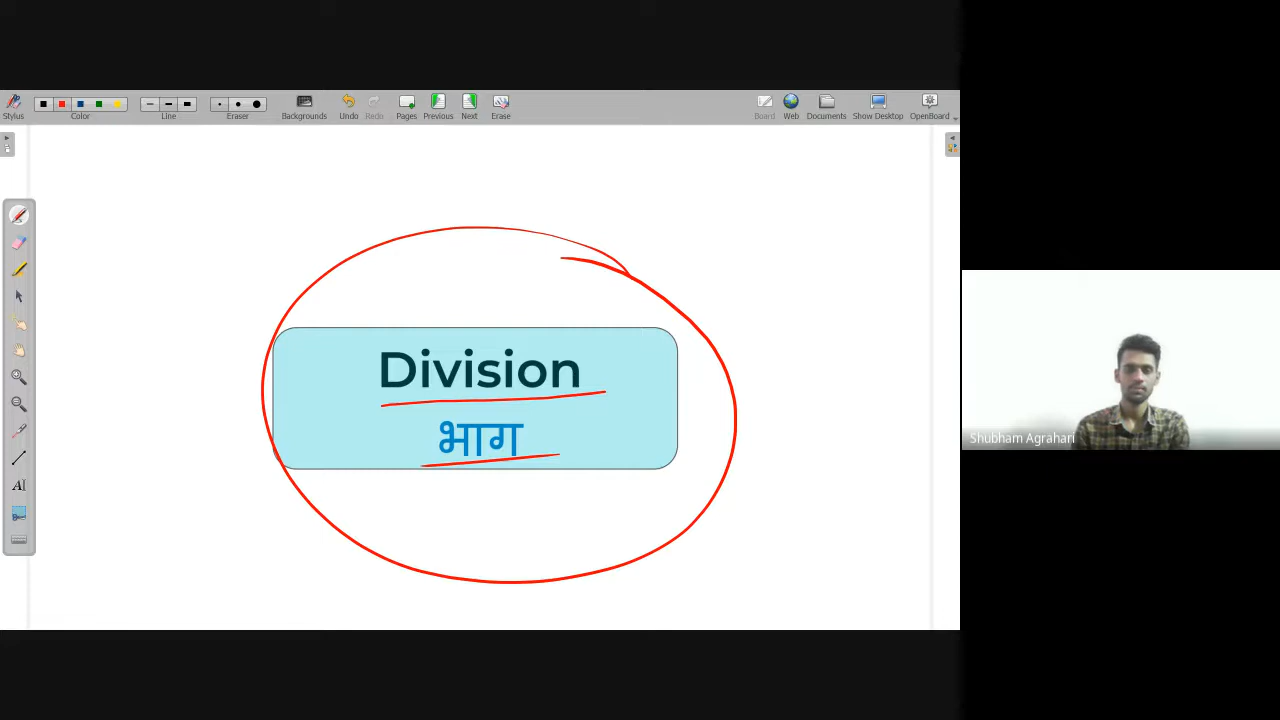 Stylus Color Line Eraser Backgrounds Undo Redo Pages Previous Next Erase Board Web Documents Show Desktop OpenBoard
Division
भाग
Shubham Agrahari